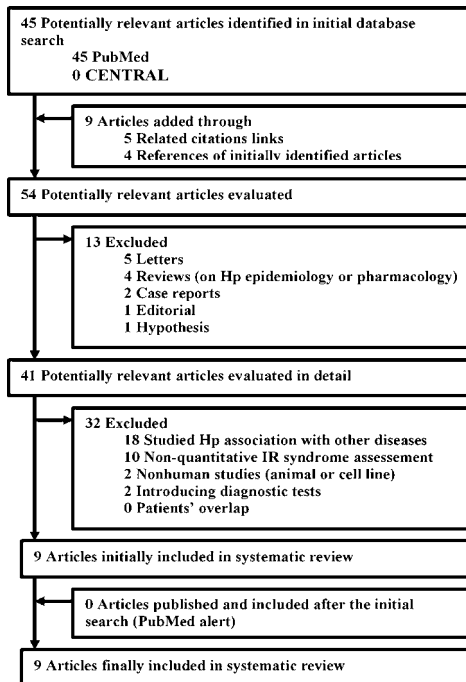 45 Potentially relevant articles identified in initial database
search
45 PubMed
0 CENTRAL
9 Articles added through
5 Related citations links
4 References of initially identified articles
54 Potentially relevant articles evaluated
13 Excluded
5 Letters
4 Reviews (on Hp epidemiology or pharmacology)
2 Case reports
1 Editorial
1 Hypothesis
41 Potentially relevant articles evaluated in detail
32 Excluded
18 Studied Hp association with other diseases
10 Non-quantitative IR syndrome assessement
2 Nonhuman studies (animal or cell line)
2 Introducing diagnostic tests
0 Patients' overlap
9 Articles initially included in systematic review
0 Articles published and included after the initial
search (PubMed alert)
9 Articles finally included in systematic review